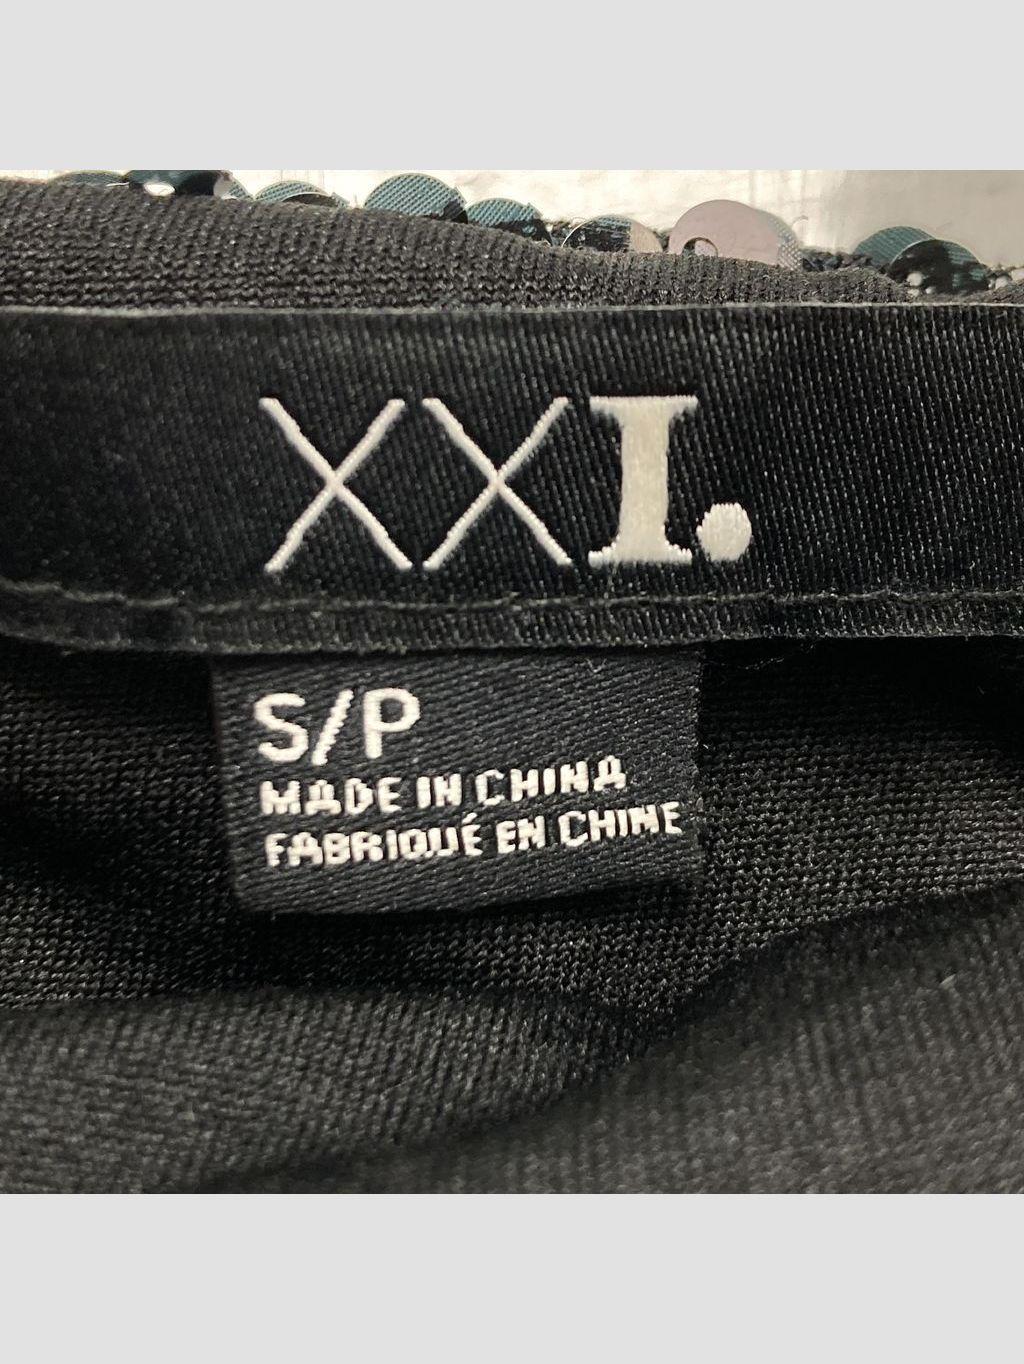 XXI.
S/P
MADE IN CHINA
FABRIQUÉ EN CHINE